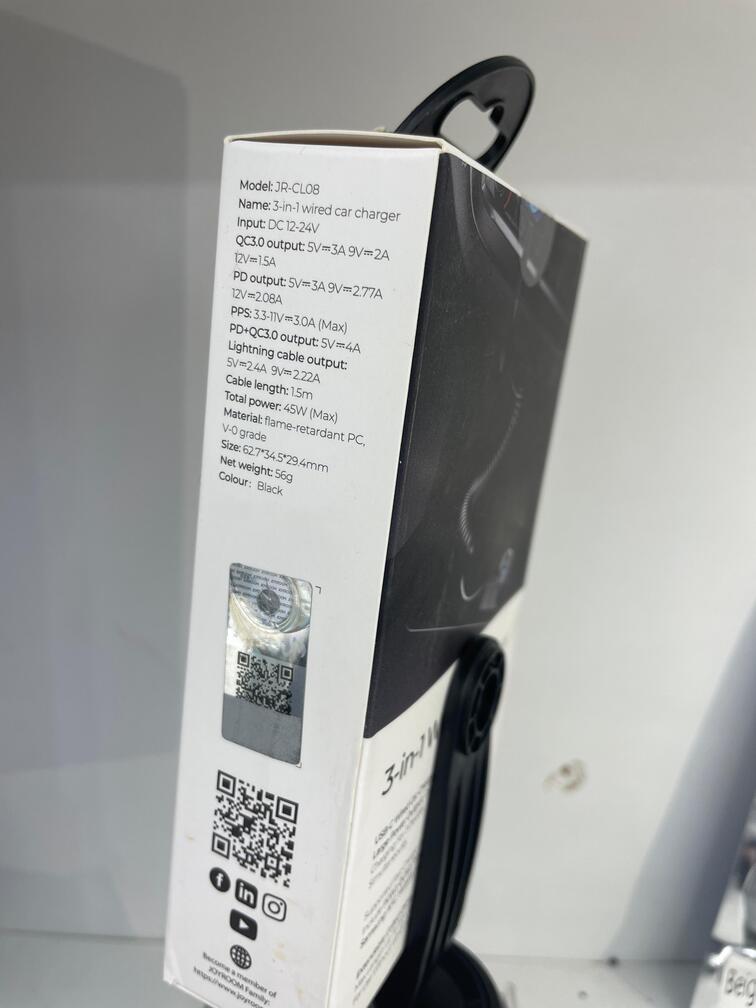 Model: JR-CL08
Name: 3-in-1 wired car charger
Input: DC 12-24V
QC3.0 output: 5V⎓3A 9V⎓2A
12V⎓1.5A
PD output: 5V⎓3A 9V⎓2.77A
12V⎓2.08A
PPS: 3.3-11V⎓3.0A (Max)
PD+QC3.0 output: 5V⎓4A
Lightning cable output:
5V⎓2.4A 9V⎓2.22A
Cable length: 1.5m
Total power: 45W (Max)
Material: flame-retardant PC,
V-0 grade
Size: 62.7*34.5*29.4mm
Net weight: 56g
Colour: Black
Become a member of
JOYROOM Family:
3-in-1